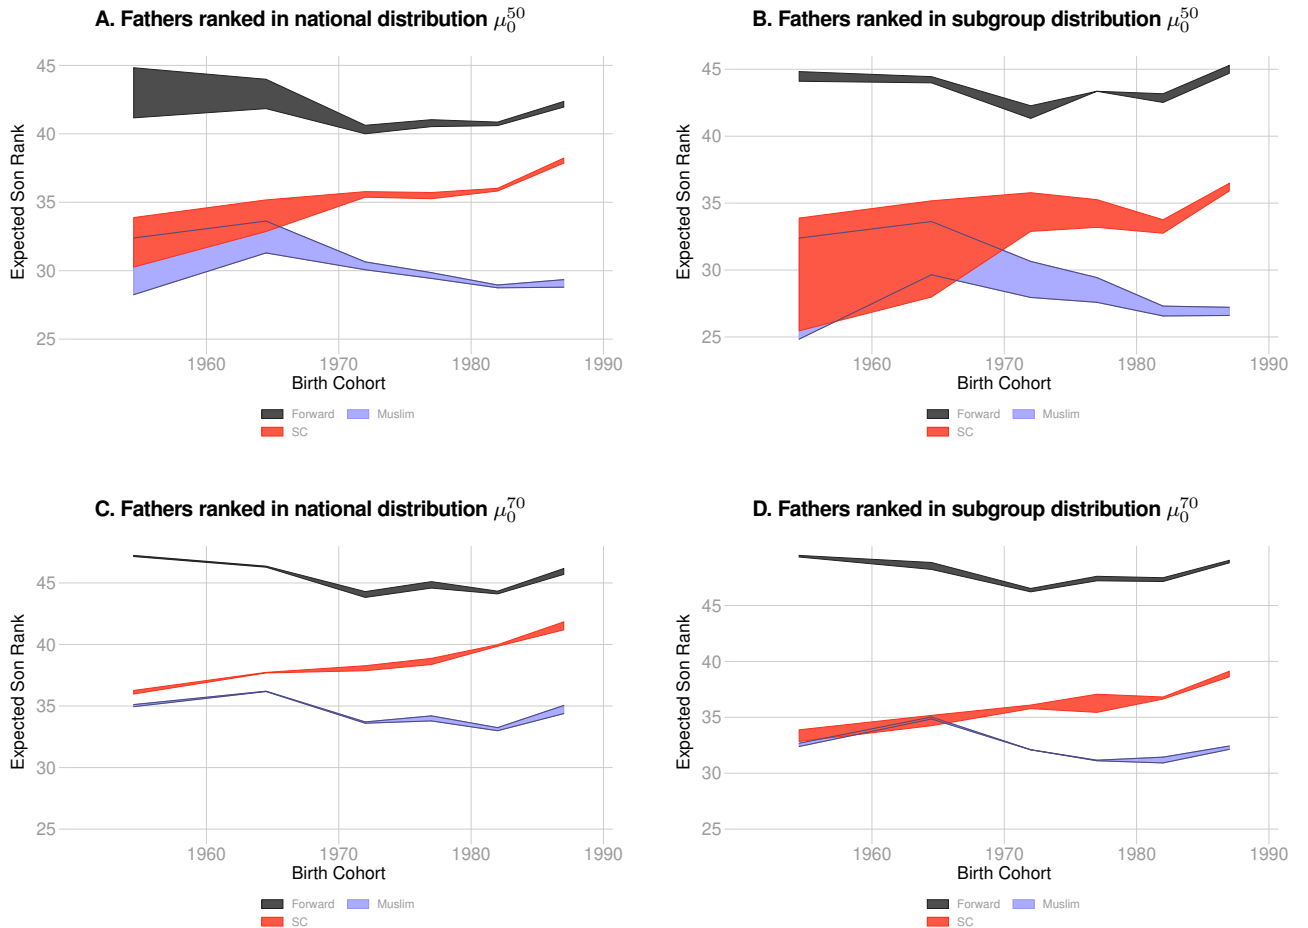 A. Fathers ranked in national distribution μ₀⁵⁰
Expected Son Rank
45
40
35
30
25
1960 1970 1980 1990
Birth Cohort
Forward Muslim
SC
B. Fathers ranked in subgroup distribution μ₀⁵⁰
Expected Son Rank
45
40
35
30
25
1960 1970 1980 1990
Birth Cohort
Forward Muslim
SC
C. Fathers ranked in national distribution μ₀⁷⁰
Expected Son Rank
45
40
35
30
25
1960 1970 1980 1990
Birth Cohort
Forward Muslim
SC
D. Fathers ranked in subgroup distribution μ₀⁷⁰
Expected Son Rank
45
40
35
30
25
1960 1970 1980 1990
Birth Cohort
Forward Muslim
SC